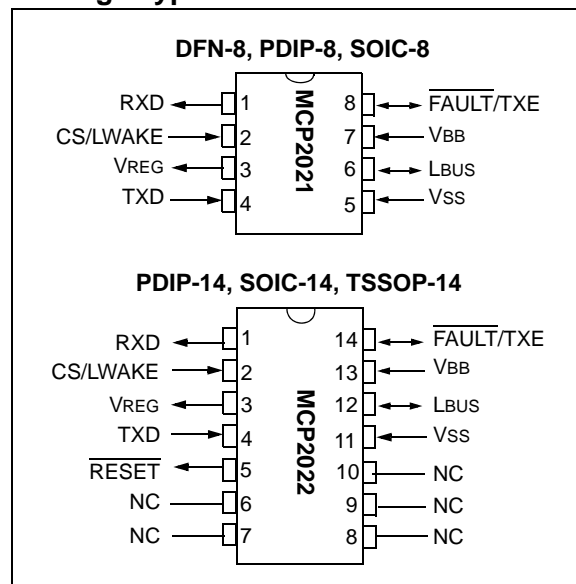 DFN-8, PDIP-8, SOIC-8
RXD 1 8 FAULT/TXE
CS/LWAKE 2 7 VBB
VREG 3 6 LBUS
TXD 4 5 VSS
MCP2021
PDIP-14, SOIC-14, TSSOP-14
RXD 1 14 FAULT/TXE
CS/LWAKE 2 13 VBB
VREG 3 12 LBUS
TXD 4 11 VSS
RESET 5 10 NC
NC 6 9 NC
NC 7 8 NC
MCP2022